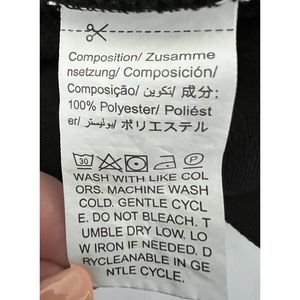 Composition/ Zusamme
nsetzung/ Composición/
Composição/ تكوين/ 成分:
100% Polyester/ Poliést
er/ بوليستر/ ポリエステル
30 P
WASH WITH LIKE COL
ORS. MACHINE WASH
COLD. GENTLE CYCL
E. DO NOT BLEACH. T
UMBLE DRY LOW. LO
W IRON IF NEEDED. D
RYCLEANABLE IN GE
NTLE CYCLE.